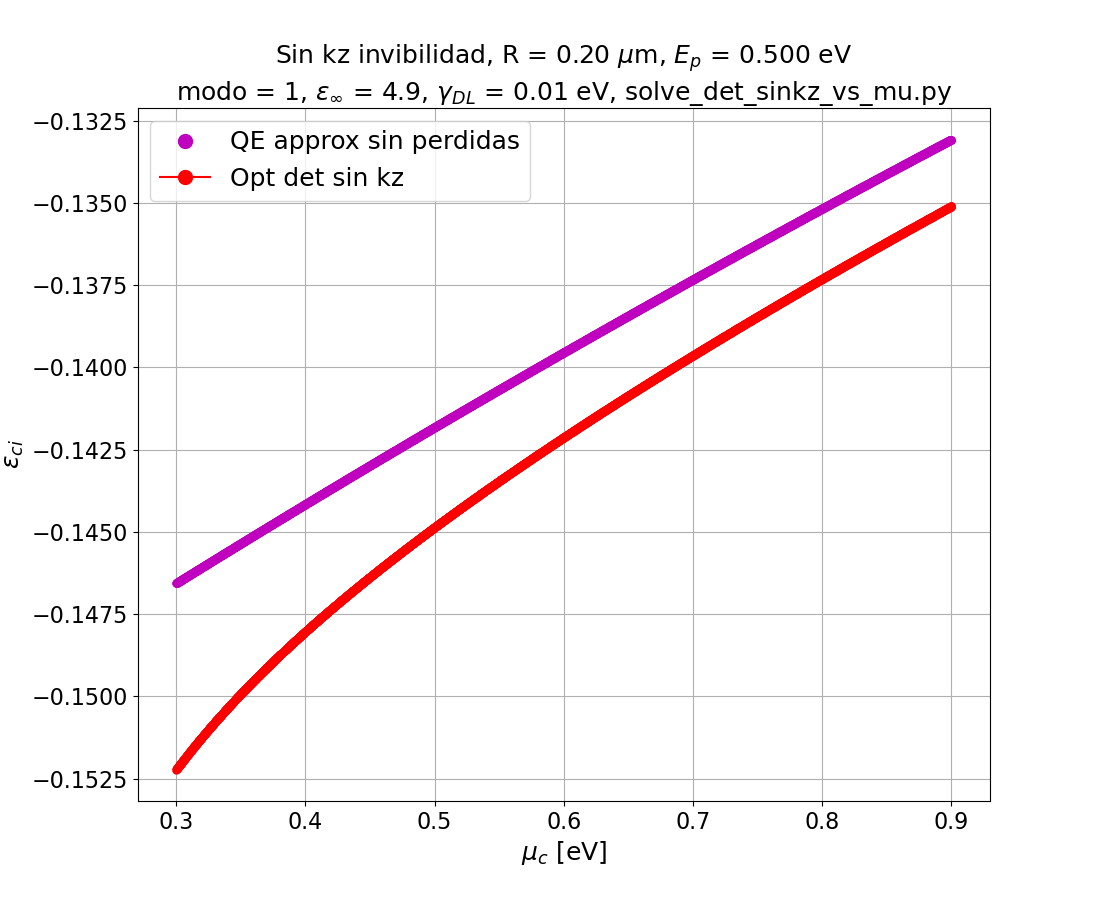 Sin kz invibilidad, R = 0.20 μm, E_p = 0.500 eV
modo = 1, ε_∞ = 4.9, γ_DL = 0.01 eV, solve_det_sinkz_vs_mu.py
QE approx sin perdidas
Opt det sin kz
−0.1325
−0.1350
−0.1375
−0.1400
−0.1425
−0.1450
−0.1475
−0.1500
−0.1525
ε_ci
0.3 0.4 0.5 0.6 0.7 0.8 0.9
μ_c [eV]